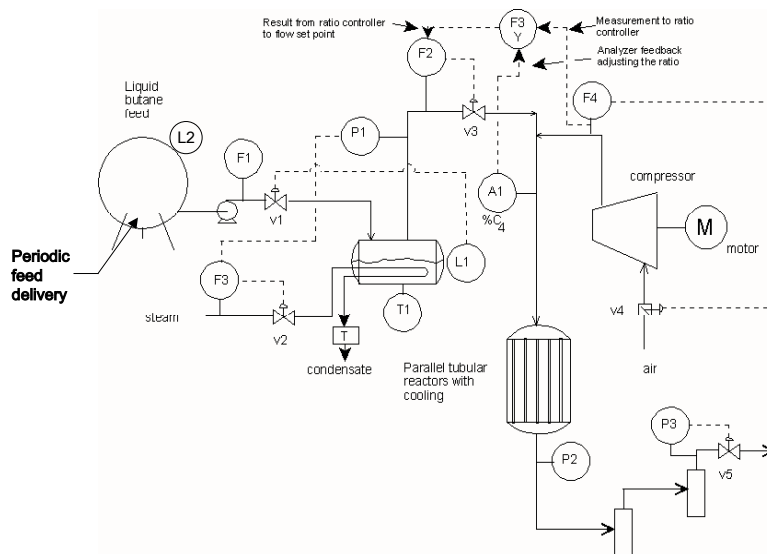 Result from ratio controller
to flow set point
F3
Y
Measurement to ratio
controller
Analyzer feedback
adjusting the ratio
F2
F4
Liquid
butane
feed
L2
P1
v3
F1
A1
%C4
compressor
v1
M
motor
Periodic
feed
delivery
F3
L1
T1
v4
steam
v2
T
condensate
air
Parallel tubular
reactors with
cooling
P3
P2
v5